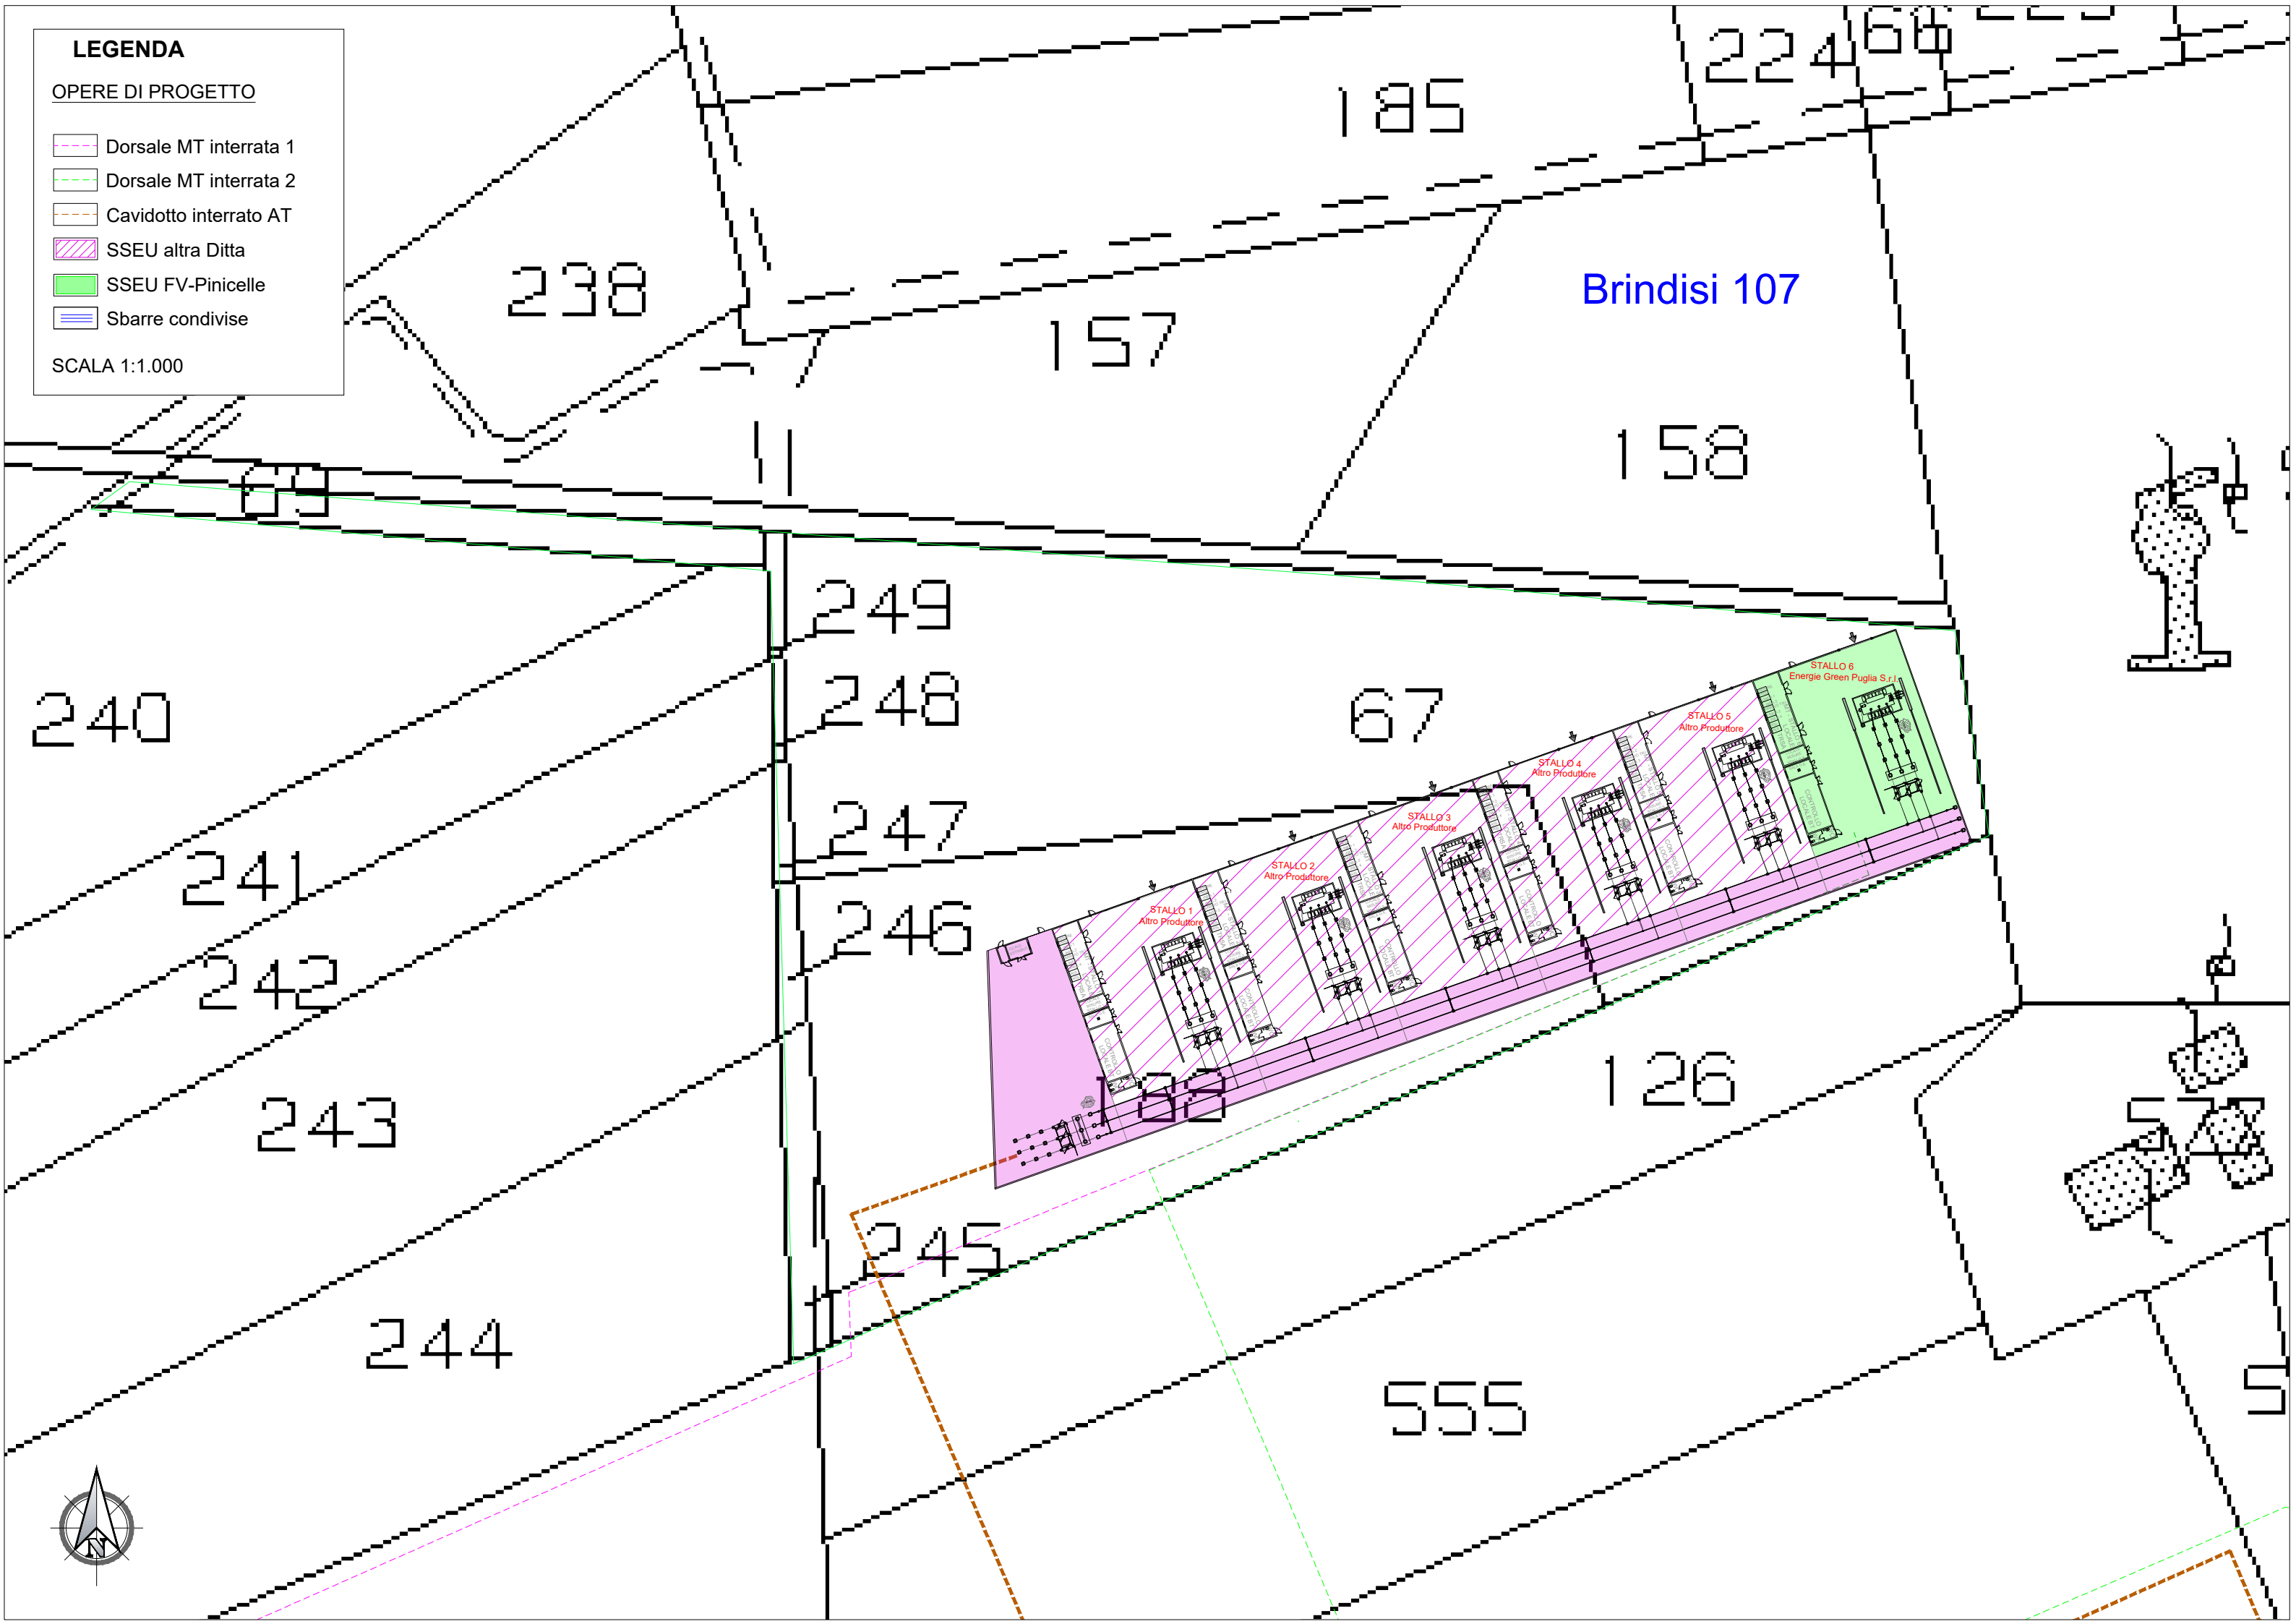 LEGENDA
OPERE DI PROGETTO
Dorsale MT interrata 1
Dorsale MT interrata 2
Cavidotto interrato AT
SSEU altra Ditta
SSEU FV-Pinicelle
Sbarre condivise
SCALA 1:1.000
224
185
238
Brindisi 107
157
158
249
248
240
67
STALLO 6
Energie Green Puglia S.r.l.
STALLO 5
Altro Produttore
STALLO 4
Altro Produttore
STALLO 3
Altro Produttore
STALLO 2
Altro Produttore
STALLO 1
Altro Produttore
247
241
246
242
243
188
126
245
244
555
N